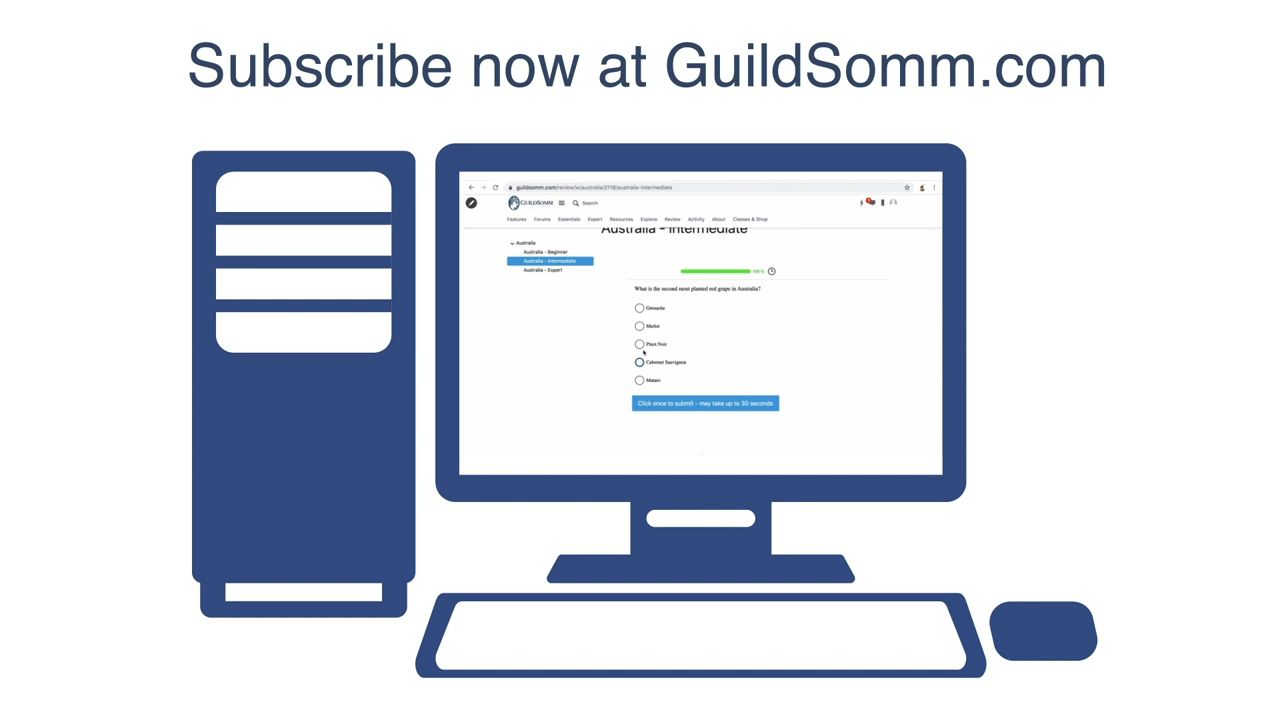 Subscribe now at GuildSomm.com
guildsomm.com/review/w/australia/2118/australia-intermediate
GUILDSOMM
Search
Features Forums Essentials Expert Resources Explore Review Activity About Classes & Shop
Australia - Intermediate
Australia
Australia - Beginner
Australia - Intermediate
Australia - Expert
100 %
What is the second most planted red grape in Australia?
Grenache
Merlot
Pinot Noir
Cabernet Sauvignon
Mataro
Click once to submit - may take up to 30 seconds